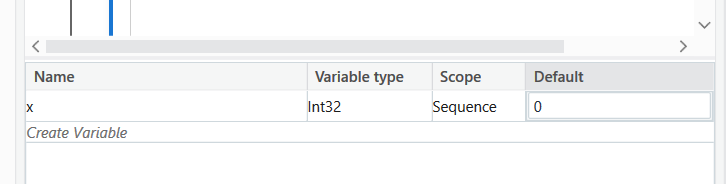 Name Variable type Scope Default
x Int32 Sequence 0
Create Variable